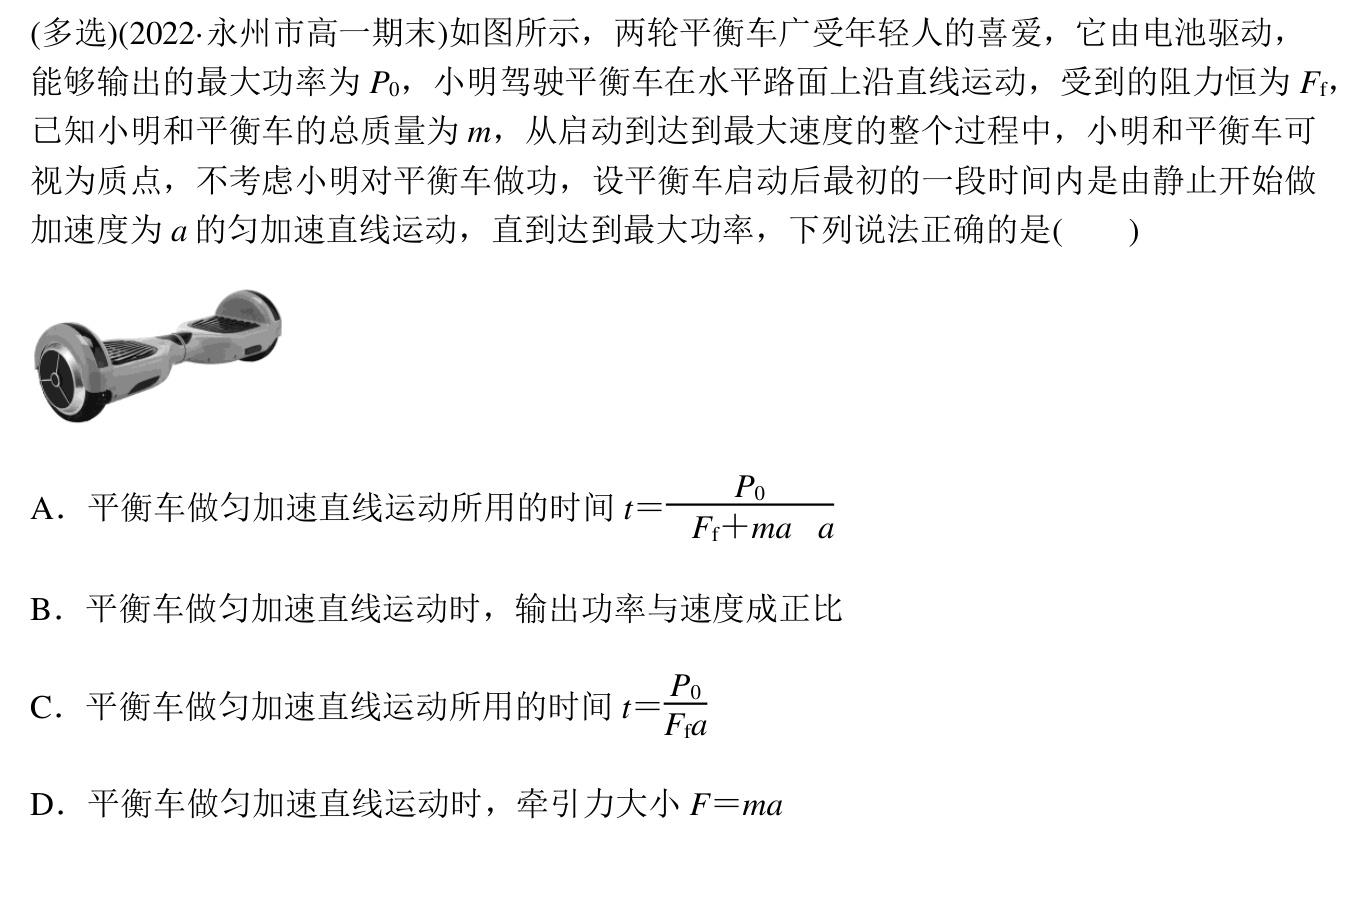 (多选)(2022·永州市高一期末)如图所示，两轮平衡车广受年轻人的喜爱，它由电池驱动，
能够输出的最大功率为 P₀，小明驾驶平衡车在水平路面上沿直线运动，受到的阻力恒为 Ff，
已知小明和平衡车的总质量为 m，从启动到达到最大速度的整个过程中，小明和平衡车可
视为质点，不考虑小明对平衡车做功，设平衡车启动后最初的一段时间内是由静止开始做
加速度为 a 的匀加速直线运动，直到达到最大功率，下列说法正确的是(　　)
A．平衡车做匀加速直线运动所用的时间 t＝P₀/(Ff＋ma　a)
B．平衡车做匀加速直线运动时，输出功率与速度成正比
C．平衡车做匀加速直线运动所用的时间 t＝P₀/(Ffa)
D．平衡车做匀加速直线运动时，牵引力大小 F＝ma